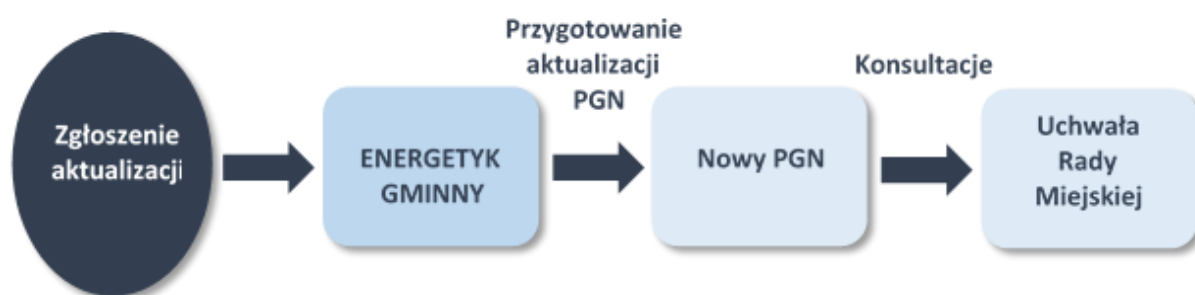 Zgłoszenie
aktualizacji
ENERGETYK
GMINNY
Przygotowanie
aktualizacji
PGN
Nowy PGN
Konsultacje
Uchwała
Rady
Miejskiej